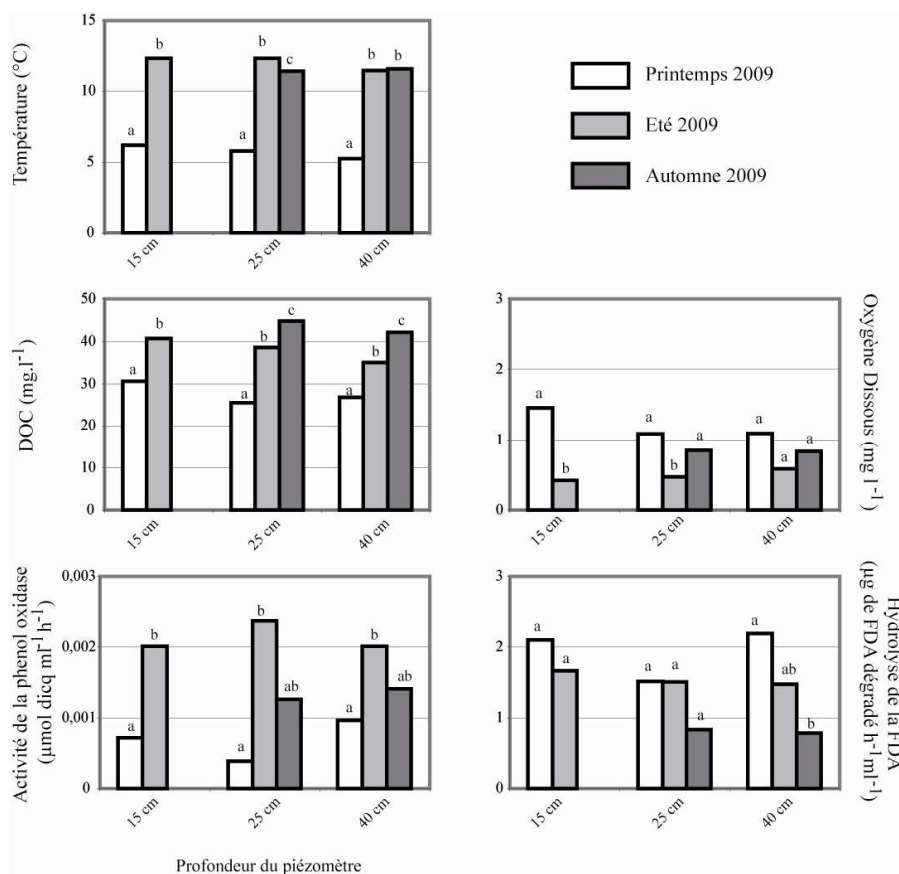 Température (°C)
15
10
5
0
a
b
a
b
c
a
b
b
15 cm
25 cm
40 cm
Printemps 2009
Eté 2009
Automne 2009
DOC (mg.l-1)
50
40
30
20
10
0
a
b
a
b
c
a
b
c
15 cm
25 cm
40 cm
3
2
1
0
a
b
a
b
a
a
a
a
15 cm
25 cm
40 cm
Oxygène Dissous (mg l-1)
Activité de la phenol oxidase
(µmol dicq ml-1 h-1)
0,003
0,002
0,001
0
a
b
a
b
ab
a
b
ab
15 cm
25 cm
40 cm
3
2
1
0
a
a
a
a
a
a
ab
b
15 cm
25 cm
40 cm
Hydrolyse de la FDA
(µg de FDA dégradé h-1 ml-1)
Profondeur du piézomètre